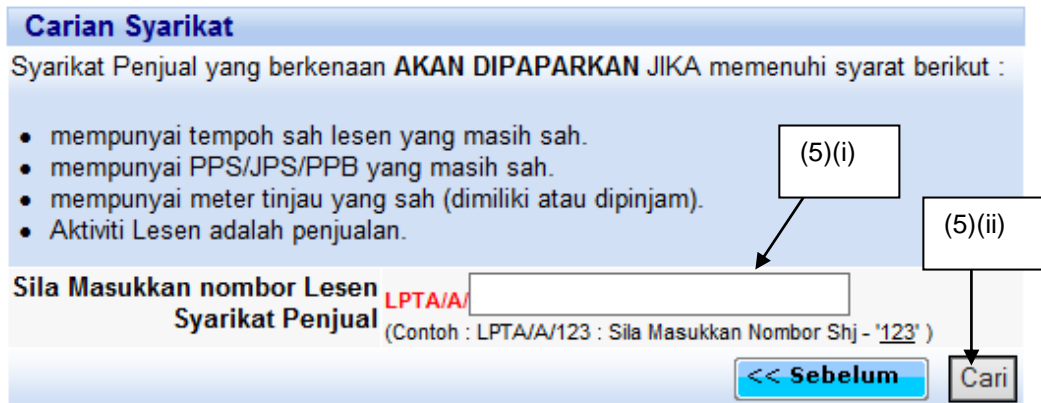 Carian Syarikat
Syarikat Penjual yang berkenaan AKAN DIPAPARKAN JIKA memenuhi syarat berikut :
• mempunyai tempoh sah lesen yang masih sah.
• mempunyai PPS/JPS/PPB yang masih sah.
• mempunyai meter tinjau yang sah (dimiliki atau dipinjam).
• Aktiviti Lesen adalah penjualan.
(5)(i)
(5)(ii)
Sila Masukkan nombor Lesen
Syarikat Penjual
LPTA/A/
(Contoh : LPTA/A/123 : Sila Masukkan Nombor Shj - '123' )
<< Sebelum
Cari